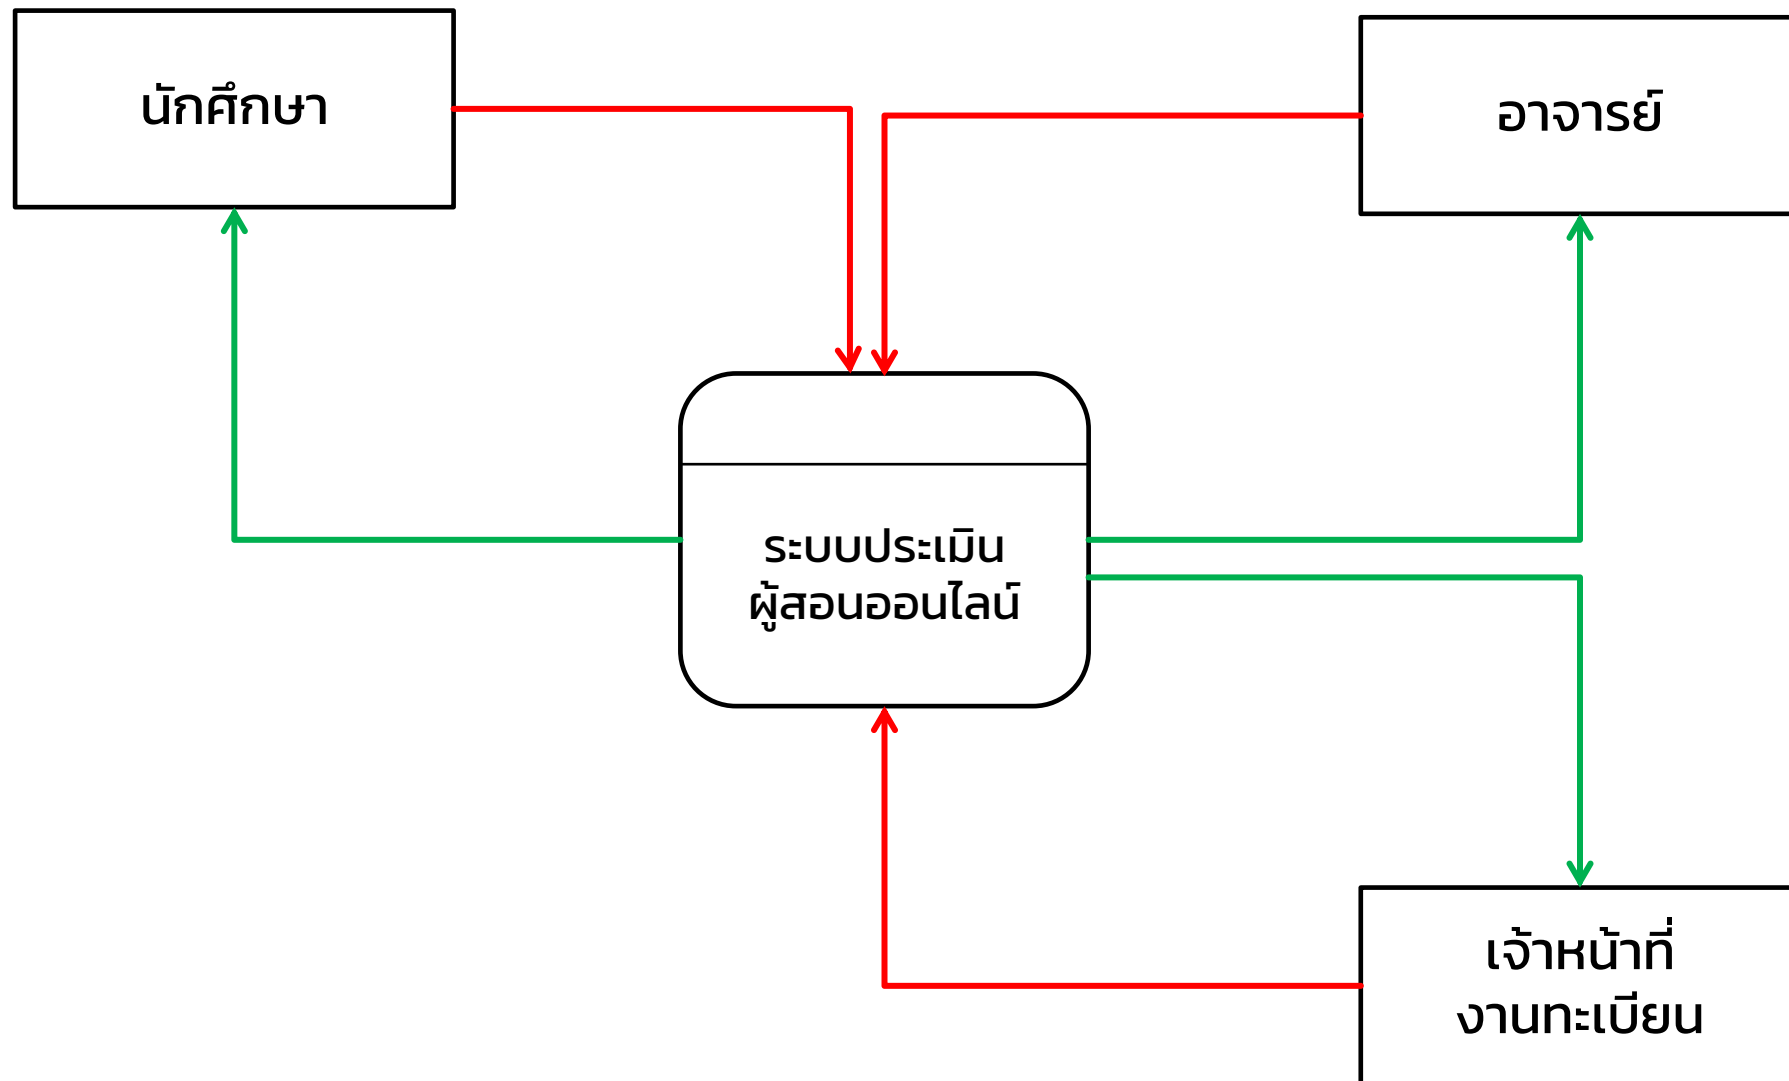 นักศึกษา
อาจารย์
ระบบประเมิน
ผู้สอนออนไลน์
เจ้าหน้าที่
งานทะเบียน